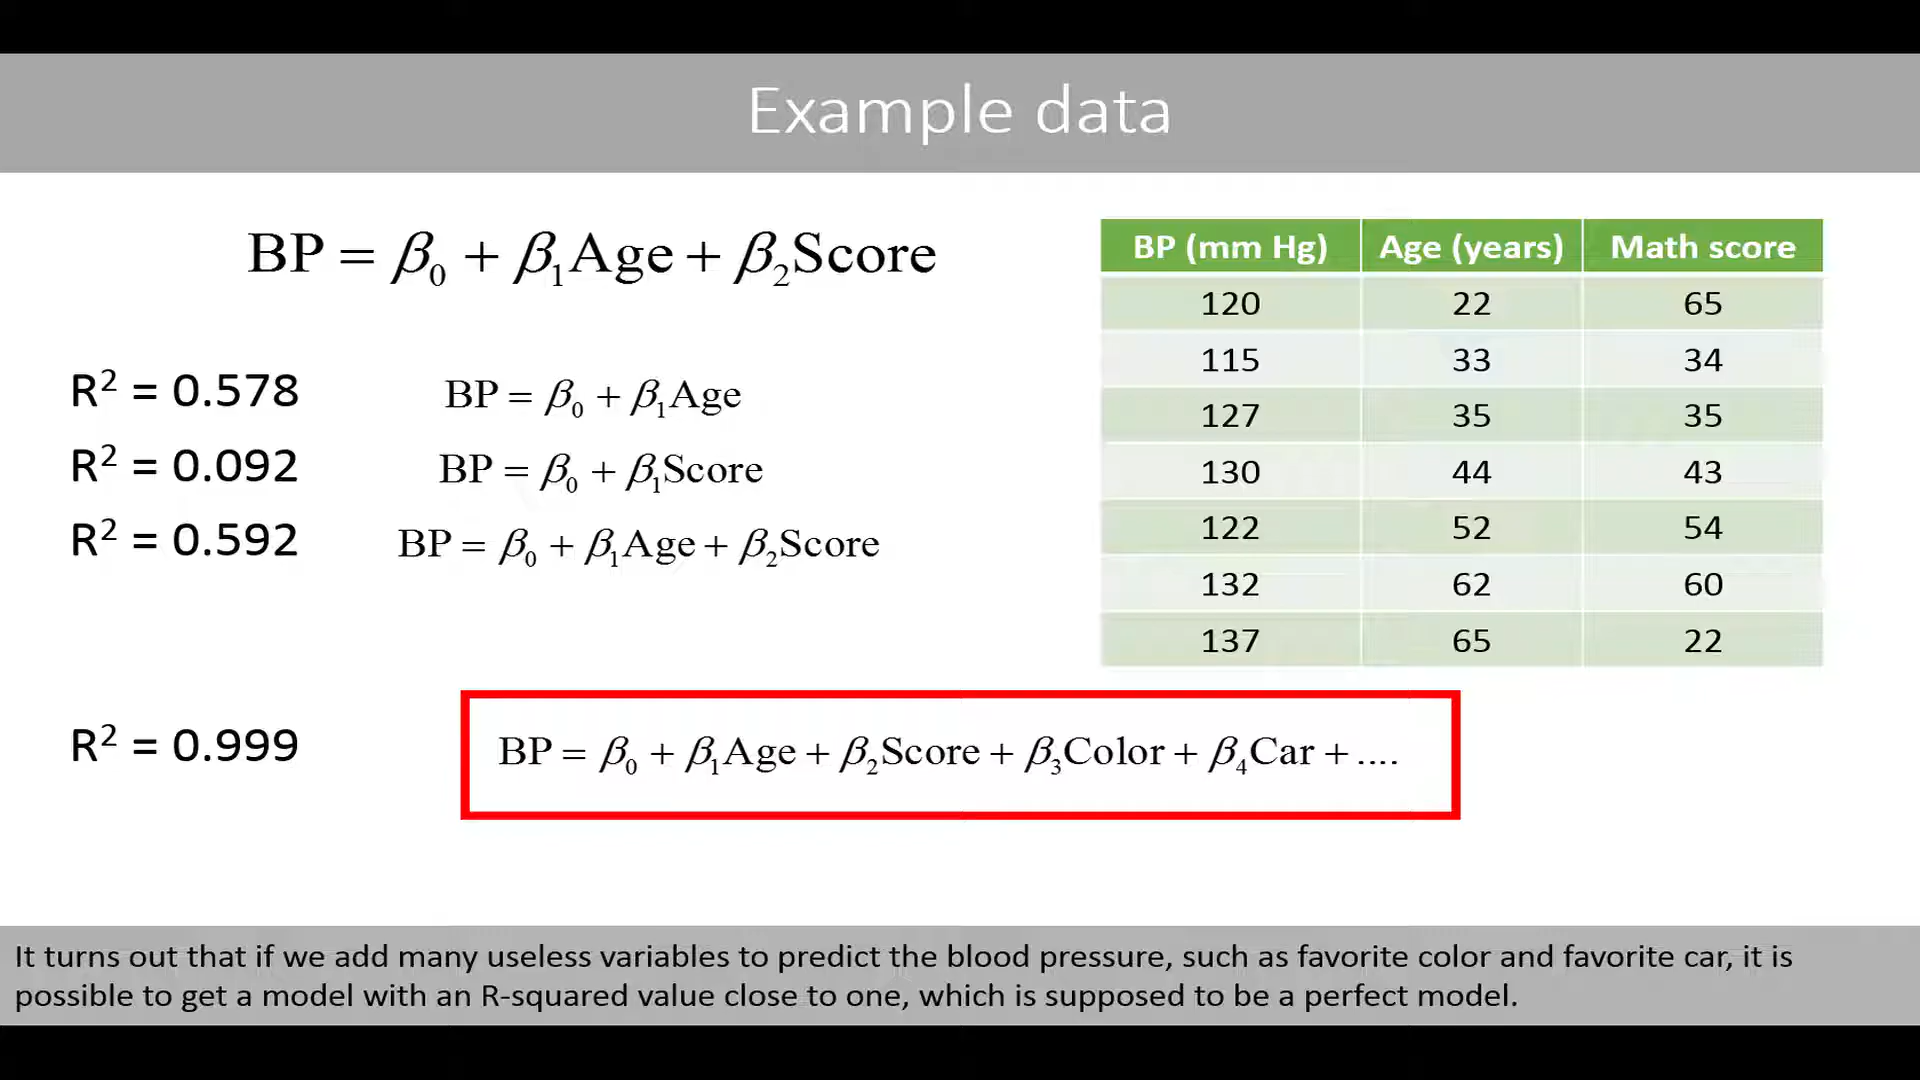 Example data
BP = β₀ + β₁Age + β₂Score
R² = 0.578 BP = β₀ + β₁Age
R² = 0.092 BP = β₀ + β₁Score
R² = 0.592 BP = β₀ + β₁Age + β₂Score
BP (mm Hg) Age (years) Math score
120 22 65
115 33 34
127 35 35
130 44 43
122 52 54
132 62 60
137 65 22
R² = 0.999 BP = β₀ + β₁Age + β₂Score + β₃Color + β₄Car + ....
It turns out that if we add many useless variables to predict the blood pressure, such as favorite color and favorite car, it is
possible to get a model with an R-squared value close to one, which is supposed to be a perfect model.